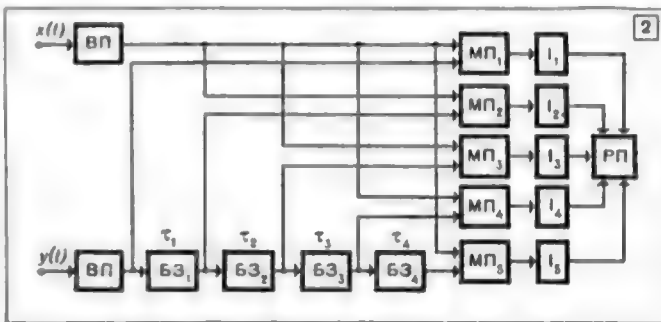 2
x(t) ВП МП₁ I₁
МП₂ I₂
МП₃ I₃ РП
МП₄ I₄
τ₁ τ₂ τ₃ τ₄
y(t) ВП БЗ₁ БЗ₂ БЗ₃ БЗ₄ МП₅ I₅